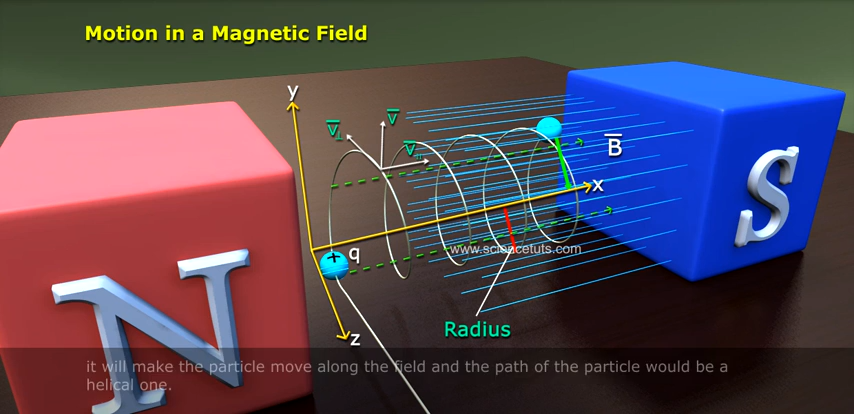 Motion in a Magnetic Field
y
V⊥
V
V
B
x
S
www.sciencetuts.com
+
q
Radius
N
z
it will make the particle move along the field and the path of the particle would be a
helical one.